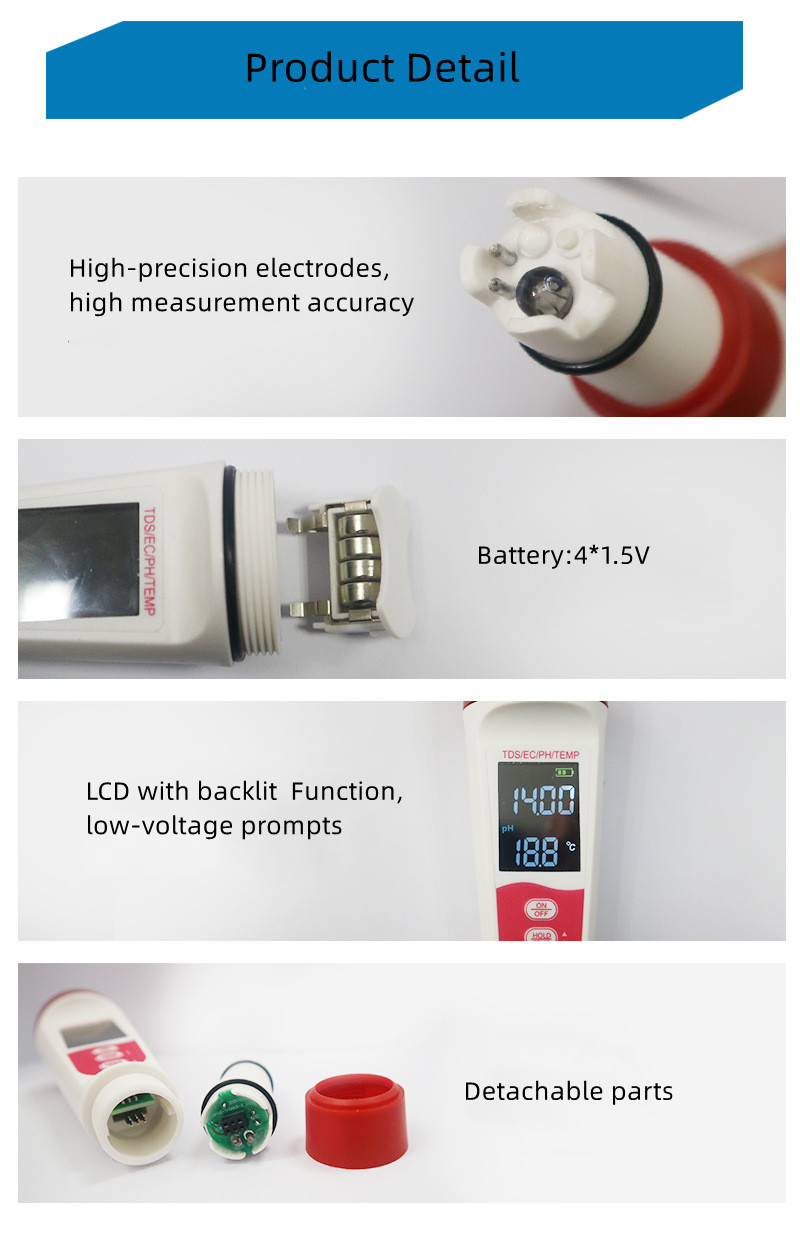 Product Detail
High-precision electrodes,
high measurement accuracy
TDS/EC/PH/TEMP
Battery:4*1.5V
LCD with backlit  Function,
low-voltage prompts
TDS/EC/PH/TEMP
14.00
pH
18.8 °C
ON
OFF
HOLD
Detachable parts